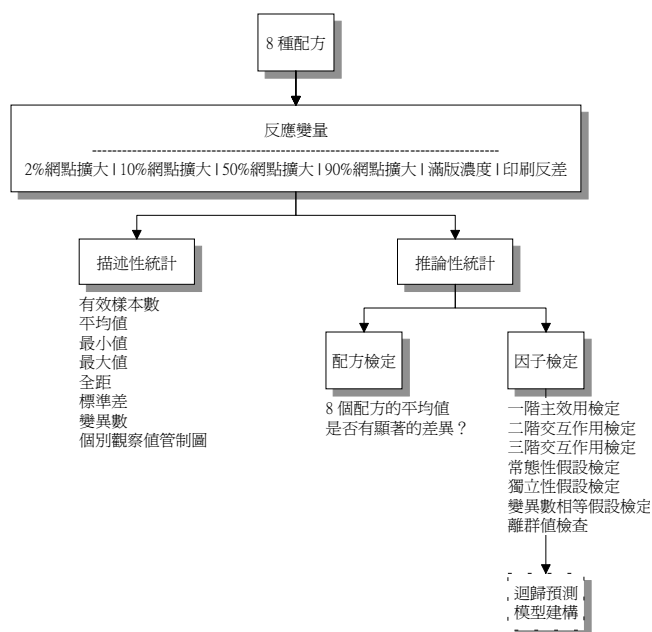 8 種配方
反應變量
--------------------------------------------------------------------
2%網點擴大 | 10%網點擴大 | 50%網點擴大 | 90%網點擴大 | 滿版濃度 | 印刷反差
描述性統計
有效樣本數
平均值
最小值
最大值
全距
標準差
變異數
個別觀察值管制圖
推論性統計
配方檢定
8 個配方的平均值
是否有顯著的差異？
因子檢定
一階主效用檢定
二階交互作用檢定
三階交互作用檢定
常態性假設檢定
獨立性假設檢定
變異數相等假設檢定
離群值檢查
迴歸預測
模型建構